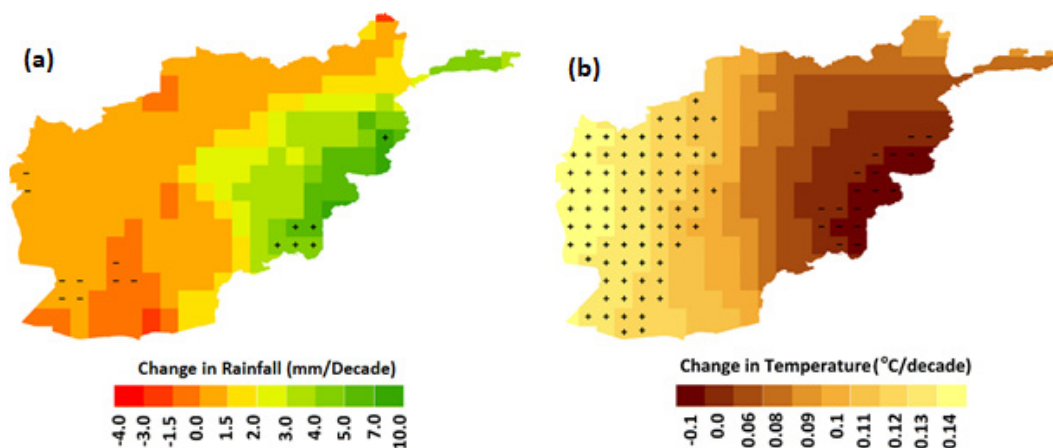 (a)
(b)
Change in Rainfall (mm/Decade)
-4.0 -3.0 -1.5 0.0 1.5 2.0 3.0 4.0 5.0 7.0 10.0
Change in Temperature (°C/decade)
-0.1 0.0 0.06 0.08 0.09 0.1 0.11 0.12 0.13 0.14